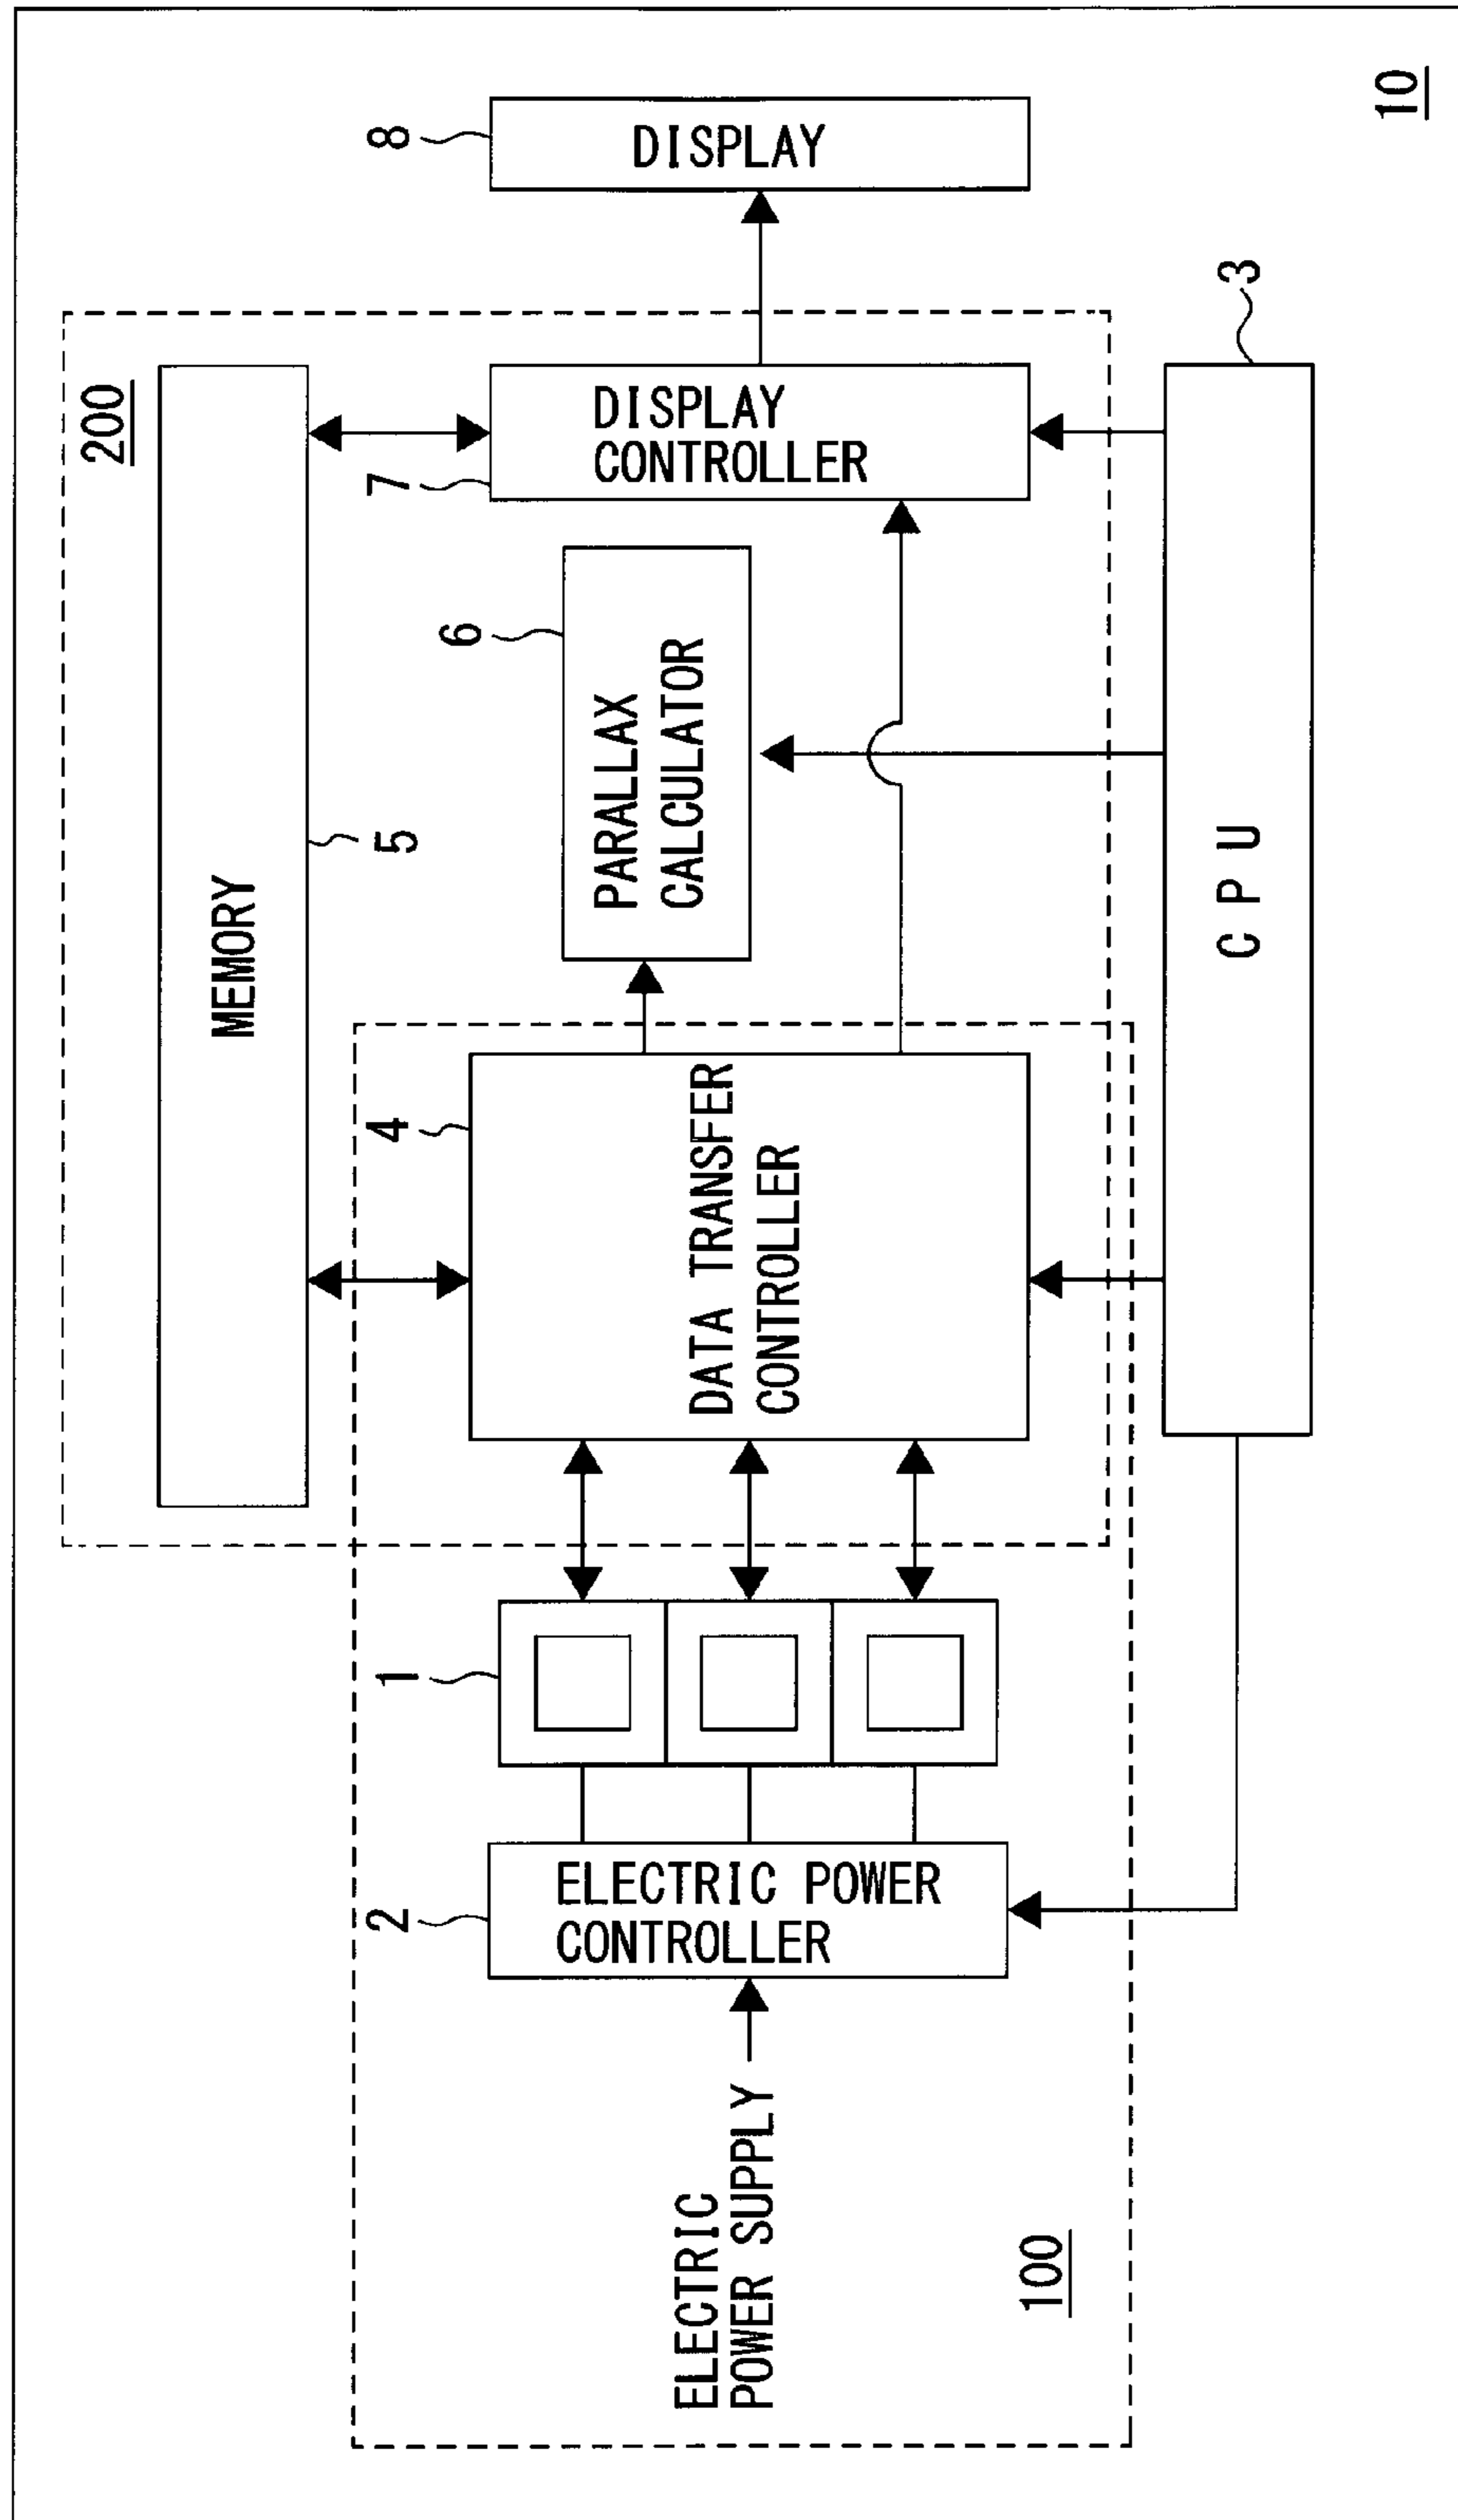 10
200
MEMORY
5
8
DISPLAY
7
DISPLAY
CONTROLLER
6
PARALLAX
CALCULATOR
4
DATA TRANSFER
CONTROLLER
1
2
ELECTRIC POWER
CONTROLLER
ELECTRIC
POWER SUPPLY
100
C P U
3